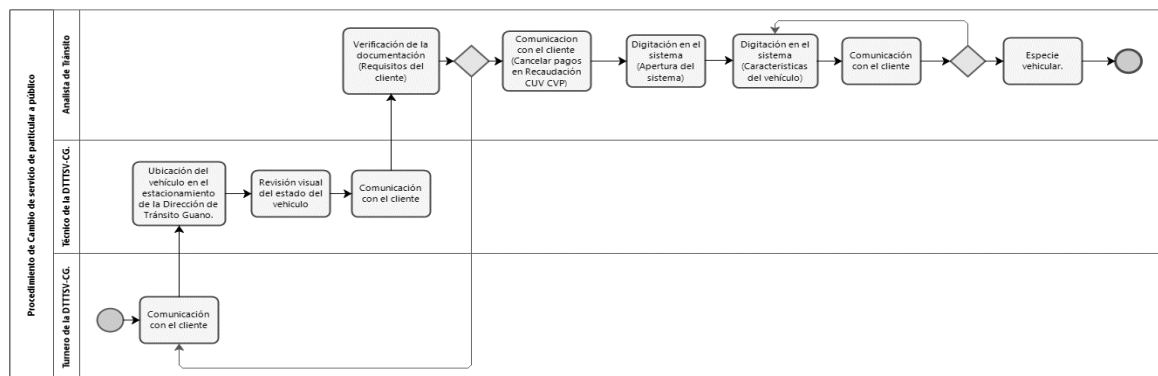 Procedimiento de Cambio de servicio de particular a público
Analista de Tránsito
Verificación de la
documentación
(Requisitos del
cliente)
Comunicacion
con el cliente
(Cancelar pagos
en Recaudación
CUV CVP)
Digitación en el
sistema
(Apertura del
sistema)
Digitación en el
sistema
(Caracteristicas
del vehículo)
Comunicación
con el cliente
Especie
vehicular.
Técnico de la DTTTSV-CG.
Ubicación del
vehículo en el
estacionamiento
de la Dirección de
Tránsito Guano.
Revisión visual
del estado del
vehiculo
Comunicación
con el cliente
Turnero de la DTTTSV-CG.
Comunicación
con el cliente